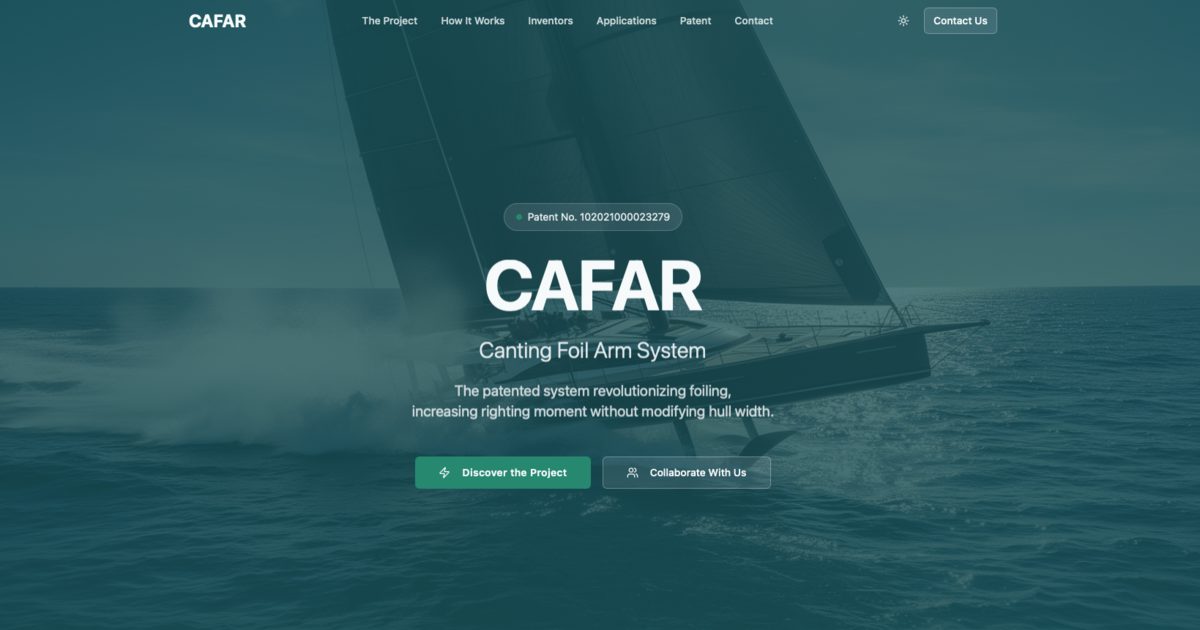 CAFAR
The Project
How It Works
Inventors
Applications
Patent
Contact
Contact Us
Patent No. 102021000023279
CAFAR
Canting Foil Arm System
The patented system revolutionizing foiling,
increasing righting moment without modifying hull width.
Discover the Project
Collaborate With Us